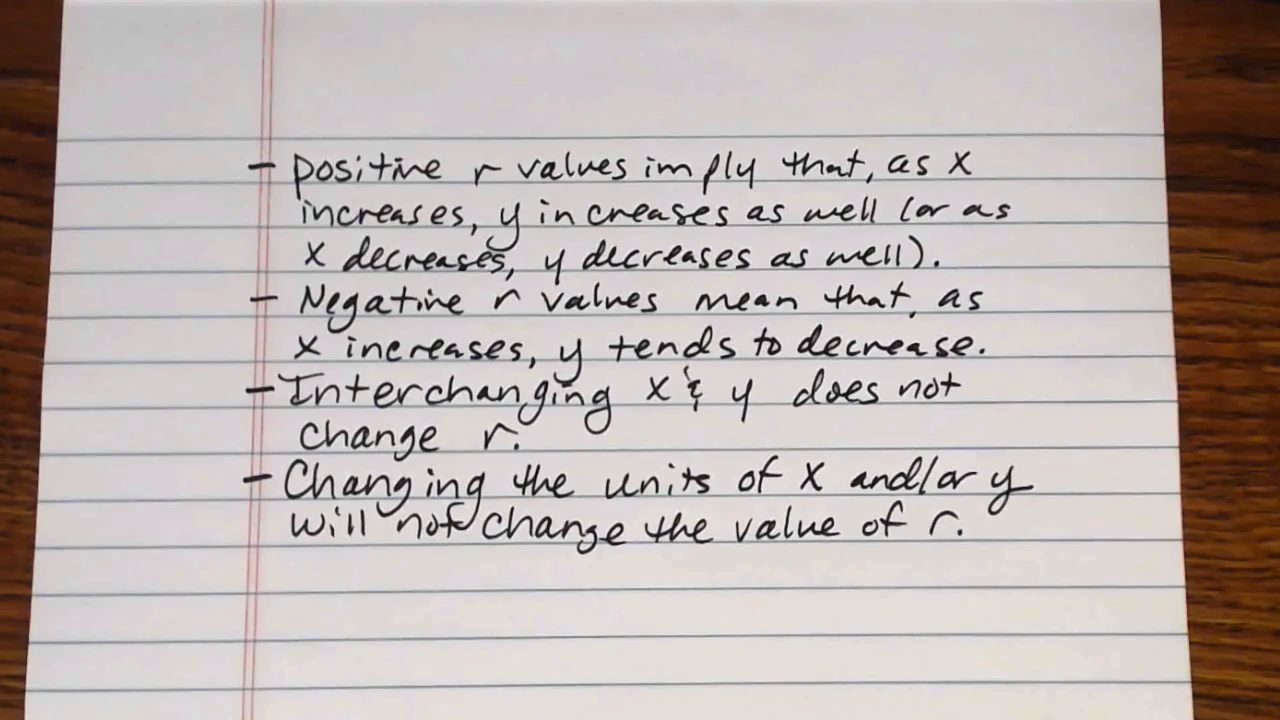 - positive r values imply that, as x
increases, y increases as well (or as
x decreases, y decreases as well).
- Negative r values mean that, as
x increases, y tends to decrease.
- Interchanging x & y does not
change r.
- Changing the units of x and/or y
will not change the value of r.